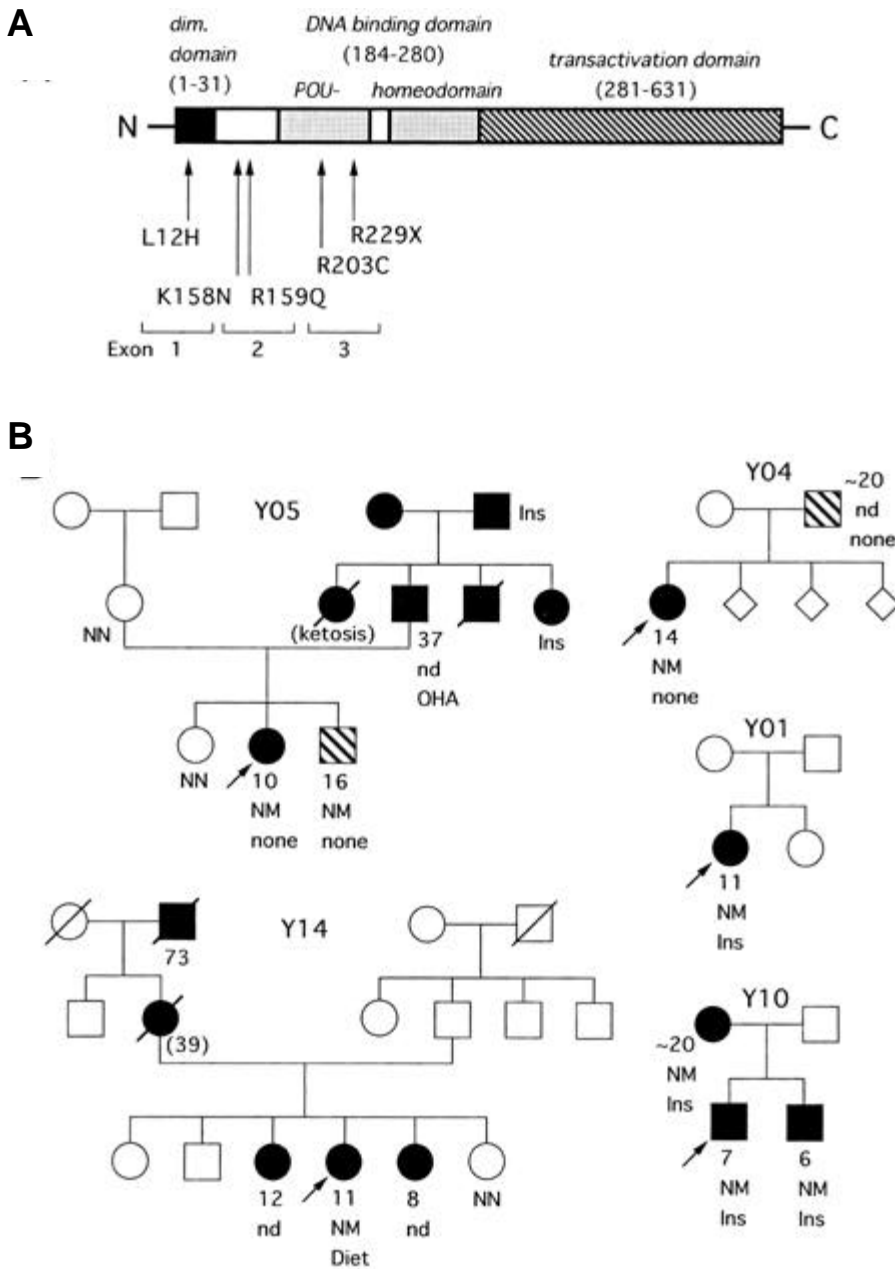 A
dim.
domain
(1-31)
DNA binding domain
(184-280)
POU-
homeodomain
transactivation domain
(281-631)
N
C
L12H
R229X
R203C
K158N
R159Q
Exon
1
2
3
B
Y05
Ins
NN
(ketosis)
37
nd
OHA
Ins
NN
10
NM
none
16
NM
none
Y04
~20
nd
none
14
NM
none
Y01
11
NM
Ins
Y14
73
(39)
12
nd
11
NM
Diet
8
nd
NN
Y10
~20
NM
Ins
7
NM
Ins
6
NM
Ins